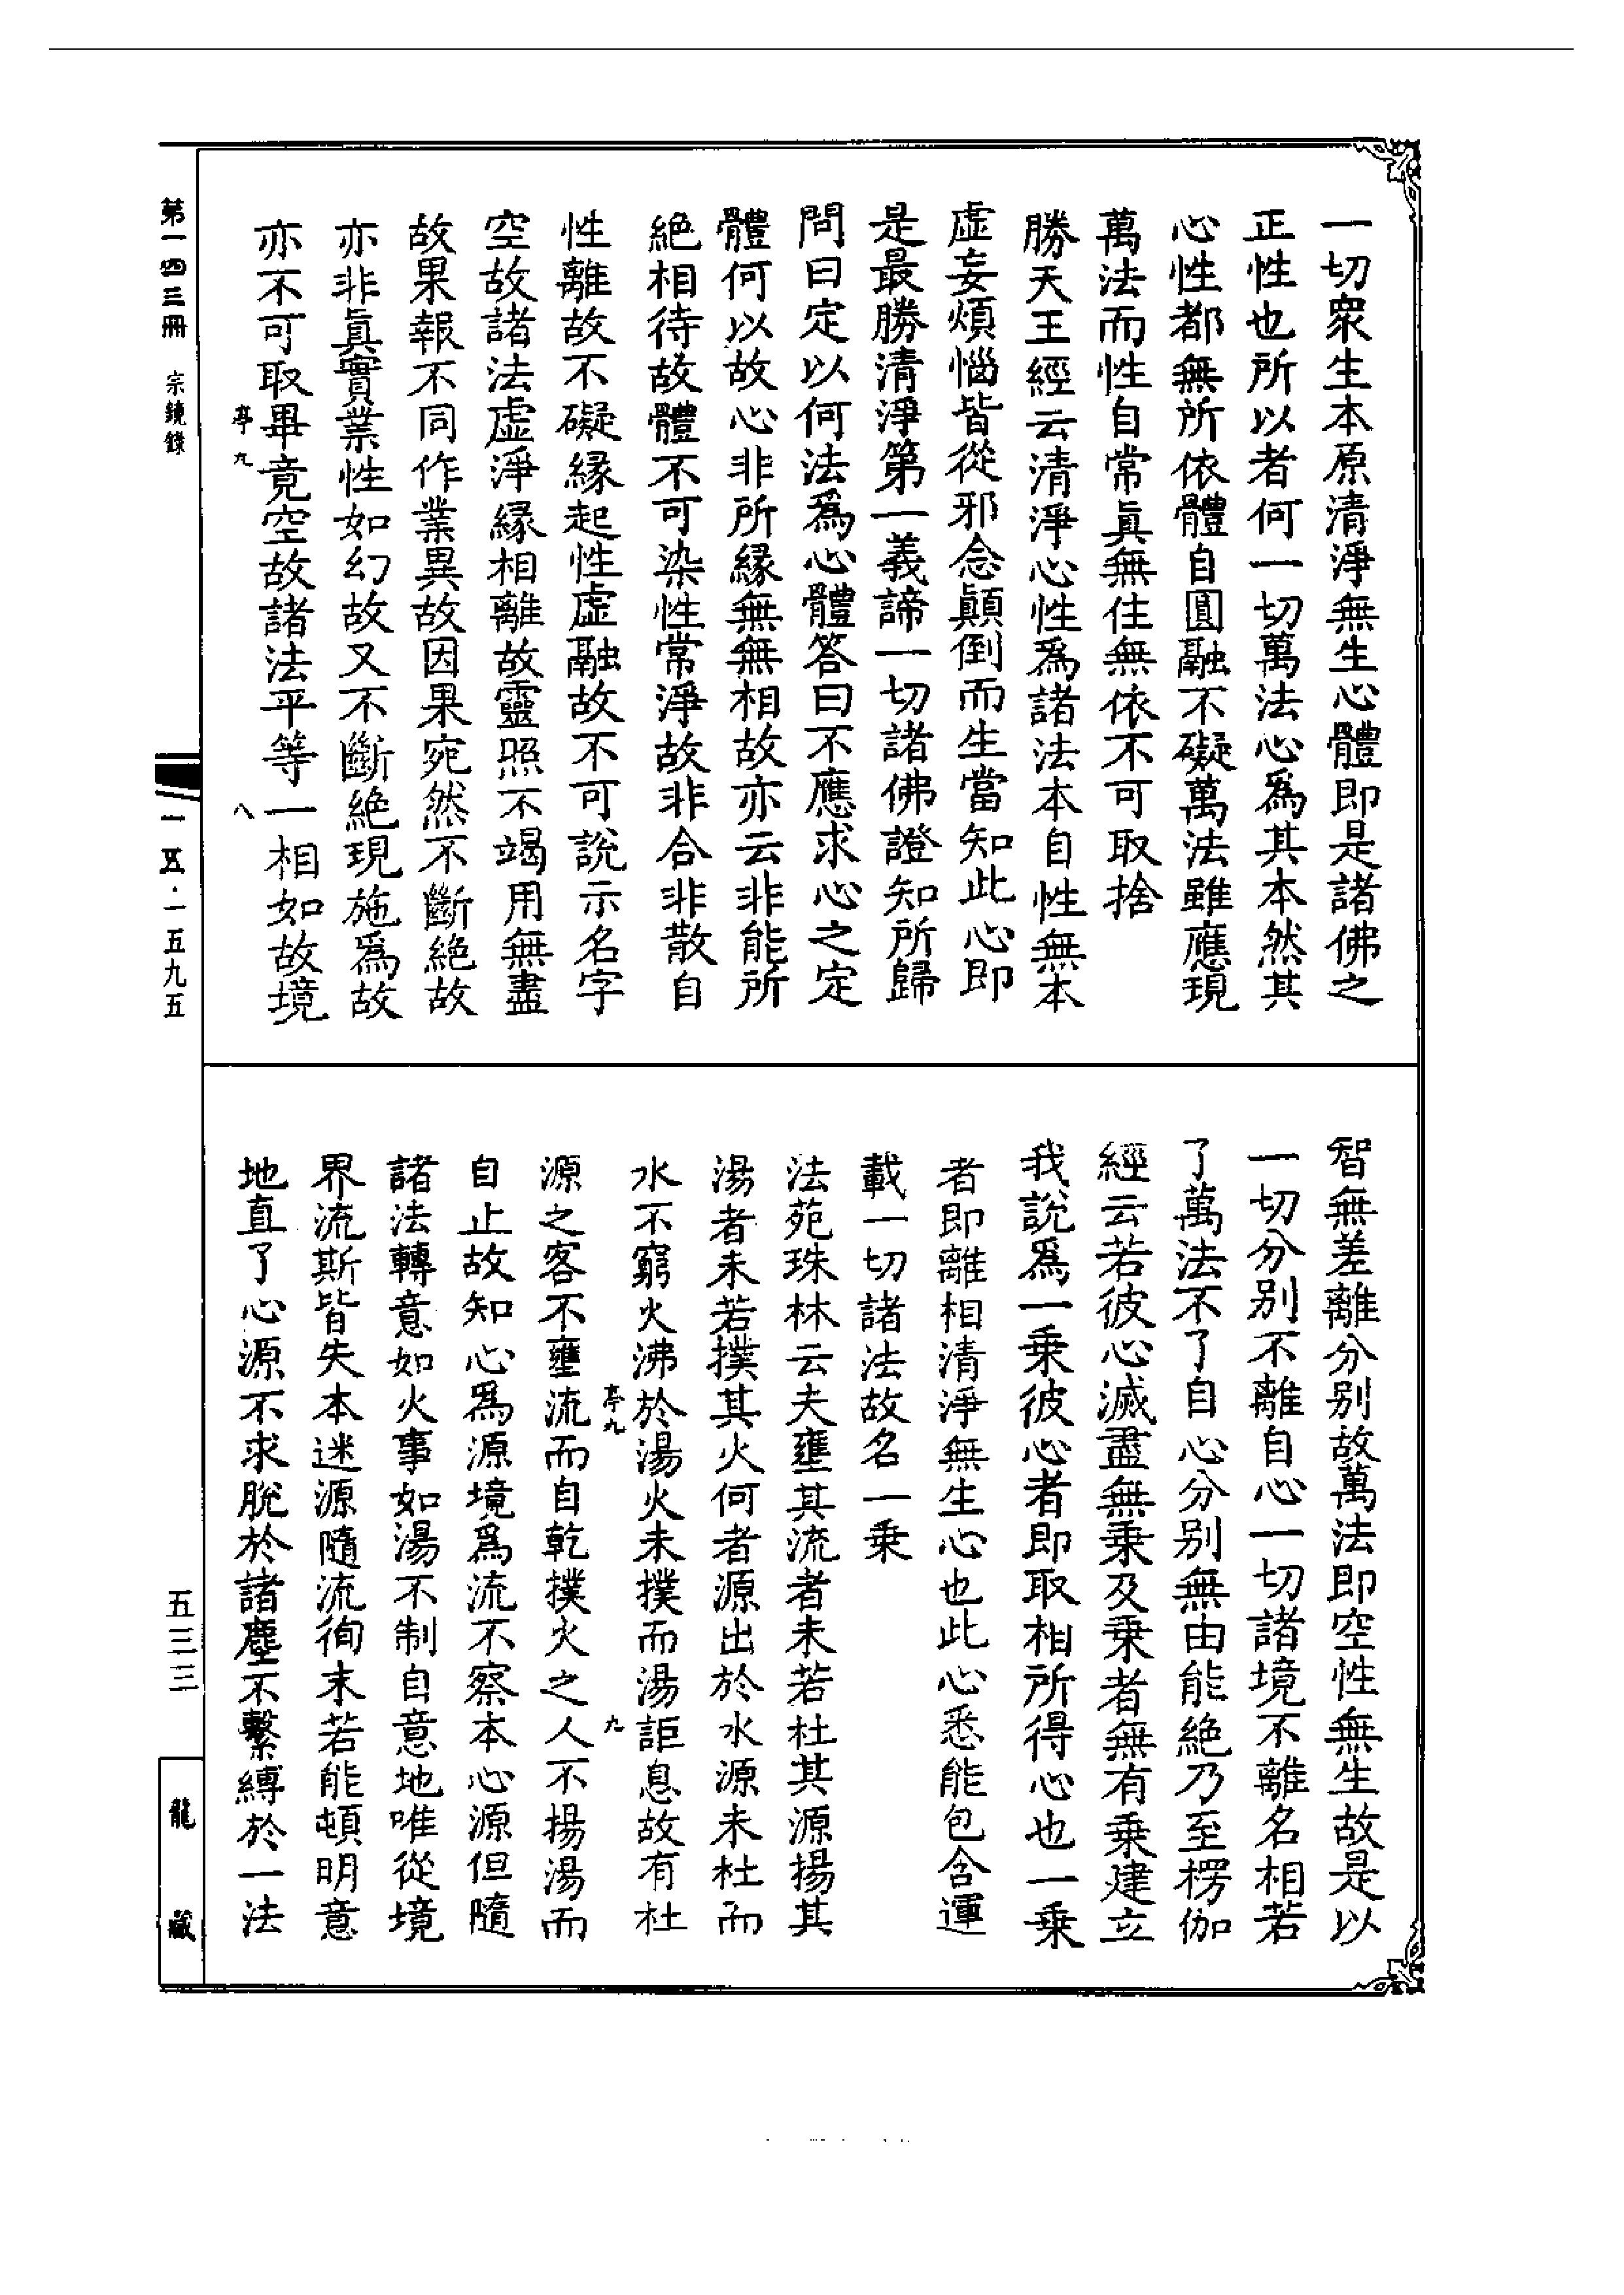 一切衆生本原清淨無生心體即是諸佛之
正性也所以者何一切萬法心爲其本然其
心性都無所依體自圓融不礙萬法雖應現
萬法而性自常眞無住無依不可取捨
勝天王經云清淨心性爲諸法本自性無本
虛妄煩惱皆從邪念顚倒而生當知此心即
是最勝清淨第一義諦一切諸佛證知所歸
問曰定以何法爲心體答曰不應求心之定
體何以故心非所緣無無相故亦云非能所
絶相待故體不可染性常淨故非合非散自
性離故不礙緣起性虛融故不可說示名字
空故諸法虛淨緣相離故靈照不竭用無盡
故果報不同作業異故因果宛然不斷絶故
亦非眞實業性如幻故又不斷絶現施爲故
亦不可取畢竟空故諸法平等一相如故境
亭九
八
智無差離分別故萬法即空性無生故是以
一切分別不離自心一切諸境不離名相若
了萬法不了自心分別無由能絶乃至楞伽
經云若彼心滅盡無乘及乘者無有乘建立
我說爲一乘彼心者即取相所得心也一乘
者即離相清淨無生心也此心悉能包含運
載一切諸法故名一乘
法苑珠林云夫壅其流者未若杜其源揚其
湯者未若撲其火何者源出於水源未杜而
水不窮火沸於湯火未撲而湯詎息故有杜
亭九
九
源之客不壅流而自乾撲火之人不揚湯而
自止故知心爲源境爲流不察本心源但隨
諸法轉意如火事如湯不制自意地唯從境
界流斯皆失本迷源隨流徇末若能頓明意
地直了心源不求脫於諸塵不繫縛於一法
第一四三冊 宗鏡錄
一五·一五九五
五三三
龍藏